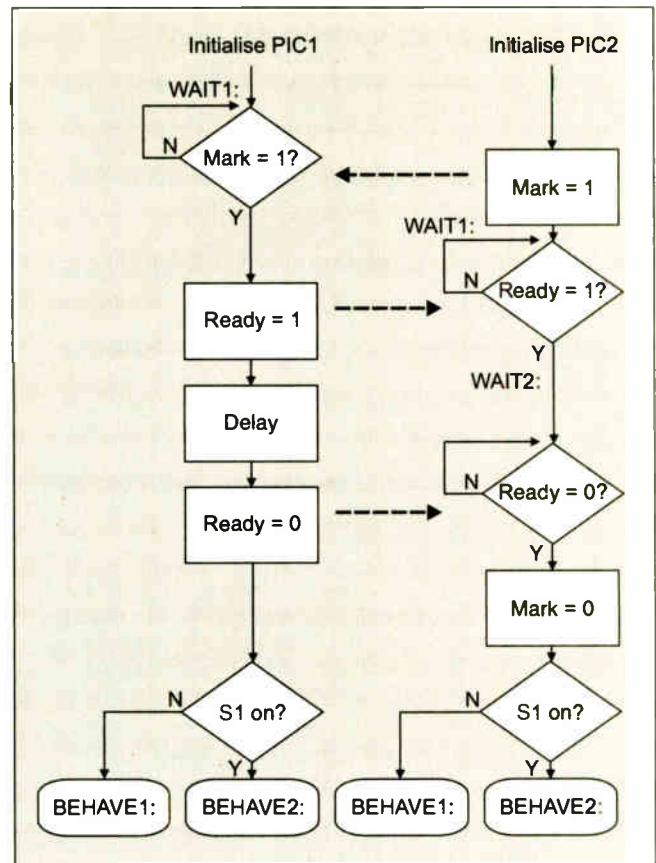 Initialise PIC1
WAIT1:
N
Mark = 1?
Y
Ready = 1
Delay
Ready = 0
N
S1 on?
Y
BEHAVE1:
BEHAVE2:
Initialise PIC2
Mark = 1
WAIT1:
N
Ready = 1?
Y
WAIT2:
N
Ready = 0?
Y
Mark = 0
N
S1 on?
Y
BEHAVE1:
BEHAVE2: